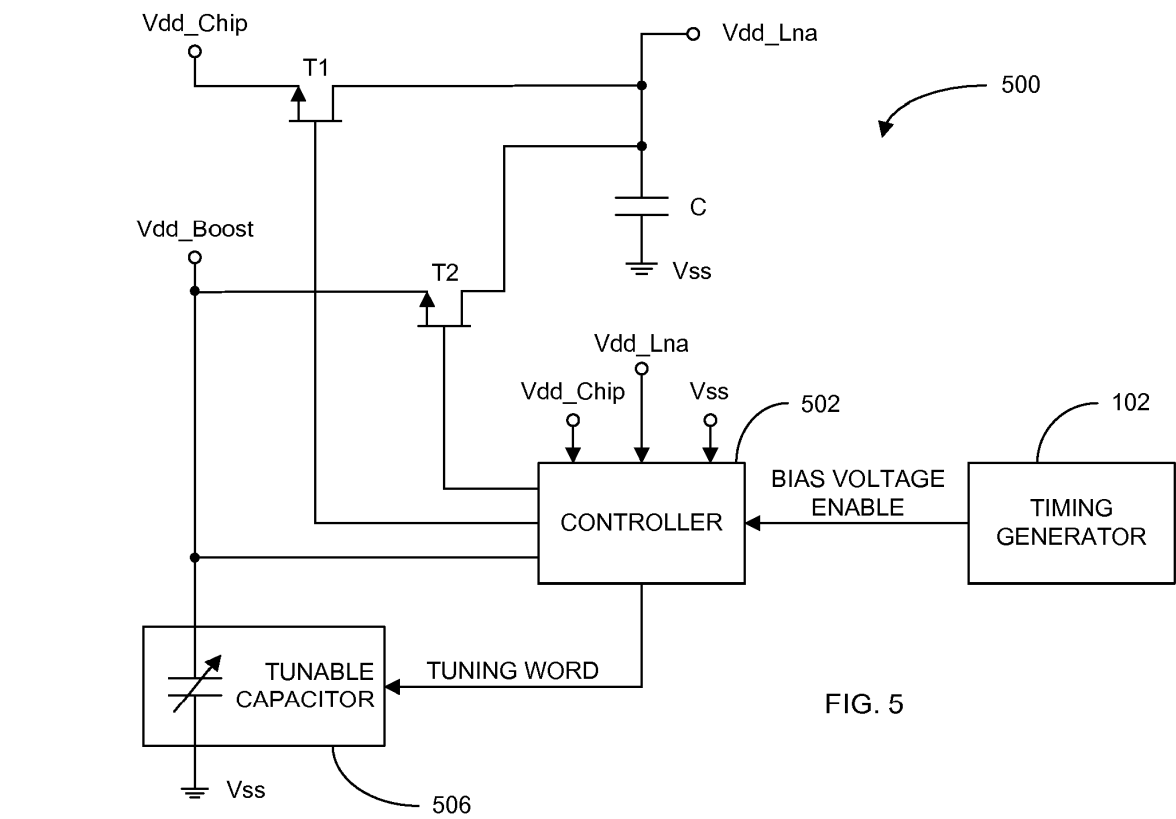 Vdd_Chip
Vdd_Lna
T1
500
C
Vdd_Boost
Vss
T2
Vdd_Lna
Vdd_Chip
Vss
502
102
BIAS VOLTAGE
ENABLE
CONTROLLER
TIMING
GENERATOR
TUNABLE
CAPACITOR
TUNING WORD
FIG. 5
Vss
506